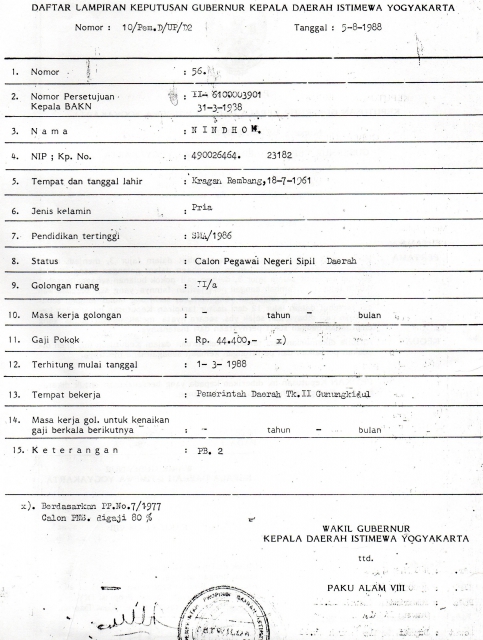 DAFTAR LAMPIRAN KEPUTUSAN GUBERNUR KEPALA DAERAH ISTIMEWA YOGYAKARTA
Nomor : 10/Pem.D/UP/D2 Tanggal : 5-8-1988
1. Nomor : 56.
2. Nomor Persetujuan : II- 6100003901
Kepala BAKN 31-3-1938
3. N a m a : N I N D H O W.
4. NIP ; Kp. No. : 490026464. 23182
5. Tempat dan tanggal lahir : Kragan Rembang,18-7-1961
6. Jenis kelamin : Pria
7. Pendidikan tertinggi : SMA/1986
8. Status : Calon Pegawai Negeri Sipil Daerah
9. Golongan ruang : II/a
10. Masa kerja golongan : - tahun - bulan
11. Gaji Pokok : Rp. 44.400,- x)
12. Terhitung mulai tanggal : 1- 3- 1988
13. Tempat bekerja : Pemerintah Daerah Tk.II Gunungkidul
14. Masa kerja gol. untuk kenaikan
gaji berkala berikutnya : - tahun - bulan
15. K e t e r a n g a n : PB. 2
x). Berdasarkan PP.No.7/1977
Calon PNS. digaji 80 %
WAKIL GUBERNUR
KEPALA DAERAH ISTIMEWA YOGYAKARTA
ttd.
PAKU ALAM VIII